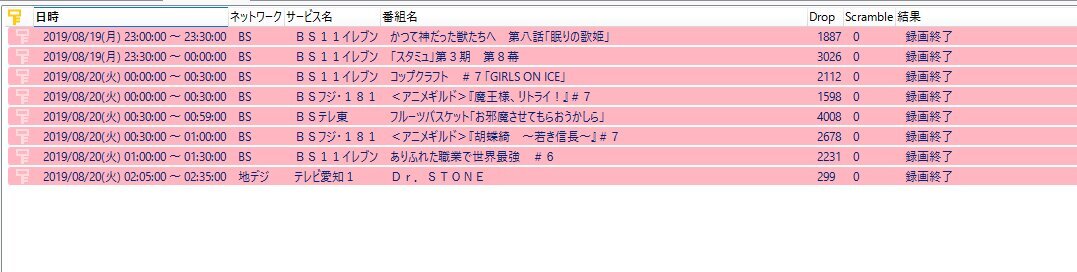 日時 ネットワーク サービス名 番組名 Drop Scramble 結果
2019/08/19(月) 23:00:00 ～ 23:30:00 BS ＢＳ１１イレブン かつて神だった獣たちへ　第八話「眠りの歌姫」 1887 0 録画終了
2019/08/19(月) 23:30:00 ～ 00:00:00 BS ＢＳ１１イレブン 「スタミュ」第３期　第８幕 3026 0 録画終了
2019/08/20(火) 00:00:00 ～ 00:30:00 BS ＢＳ１１イレブン コップクラフト　＃７「GIRLS ON ICE」 2112 0 録画終了
2019/08/20(火) 00:00:00 ～ 00:30:00 BS ＢＳフジ・１８１ ＜アニメギルド＞『魔王様、リトライ！』＃７ 1598 0 録画終了
2019/08/20(火) 00:30:00 ～ 00:59:00 BS ＢＳテレ東 フルーツバスケット「お邪魔させてもらおうかしら」 4008 0 録画終了
2019/08/20(火) 00:30:00 ～ 01:00:00 BS ＢＳフジ・１８１ ＜アニメギルド＞『胡蝶綺　～若き信長～』＃７ 2678 0 録画終了
2019/08/20(火) 01:00:00 ～ 01:30:00 BS ＢＳ１１イレブン ありふれた職業で世界最強　＃６ 2231 0 録画終了
2019/08/20(火) 02:05:00 ～ 02:35:00 地デジ テレビ愛知１ Ｄｒ．ＳＴＯＮＥ 299 0 録画終了